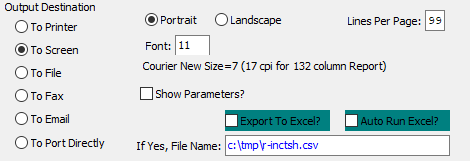 Output Destination
To Printer
To Screen
To File
To Fax
To Email
To Port Directly
Portrait
Landscape
Lines Per Page: 99
Font: 11
Courier New Size=7 (17 cpi for 132 column Report)
Show Parameters?
Export To Excel?
Auto Run Excel?
If Yes, File Name: c:\tmp\r-inctsh.csv